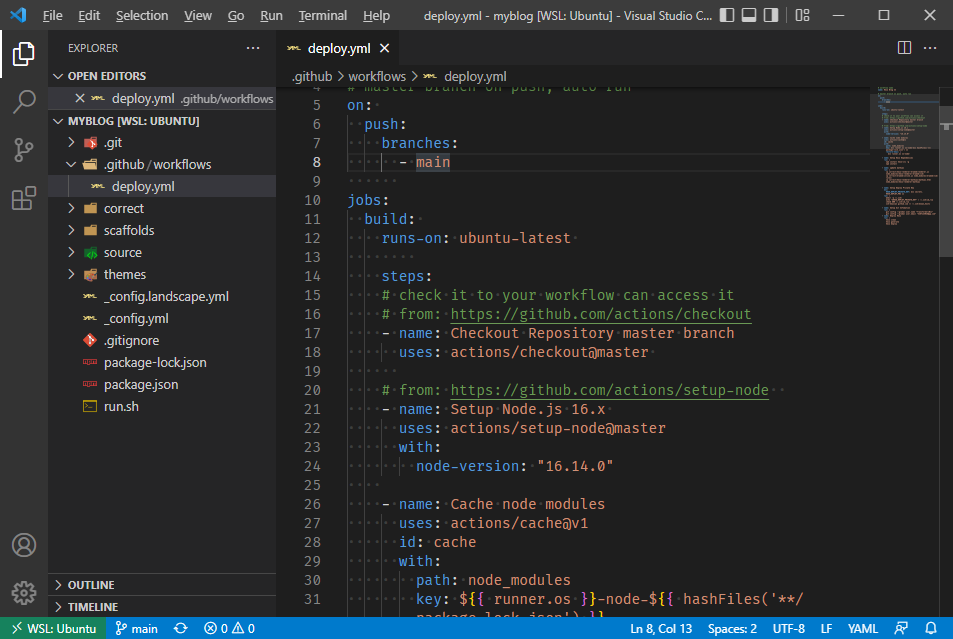 File Edit Selection View Go Run Terminal Help deploy.yml - myblog [WSL: Ubuntu] - Visual Studio C...
EXPLORER
OPEN EDITORS
deploy.yml .github/workflows
MYBLOG [WSL: UBUNTU]
.git
.github / workflows
deploy.yml
correct
scaffolds
source
themes
_config.landscape.yml
_config.yml
.gitignore
package-lock.json
package.json
run.sh
OUTLINE
TIMELINE
deploy.yml
.github > workflows > deploy.yml
4 # master branch on push, auto run
5 on:
6 push:
7 branches:
8 - main
9
10 jobs:
11 build:
12 runs-on: ubuntu-latest
13
14 steps:
15 # check it to your workflow can access it
16 # from: https://github.com/actions/checkout
17 - name: Checkout Repository master branch
18 uses: actions/checkout@master
19
20 # from: https://github.com/actions/setup-node
21 - name: Setup Node.js 16.x
22 uses: actions/setup-node@master
23 with:
24 node-version: "16.14.0"
25
26 - name: Cache node modules
27 uses: actions/cache@v1
28 id: cache
29 with:
30 path: node_modules
31 key: ${{ runner.os }}-node-${{ hashFiles('**/
package-lock.json') }}
WSL: Ubuntu main 0 0 Ln 8, Col 13 Spaces: 2 UTF-8 LF YAML